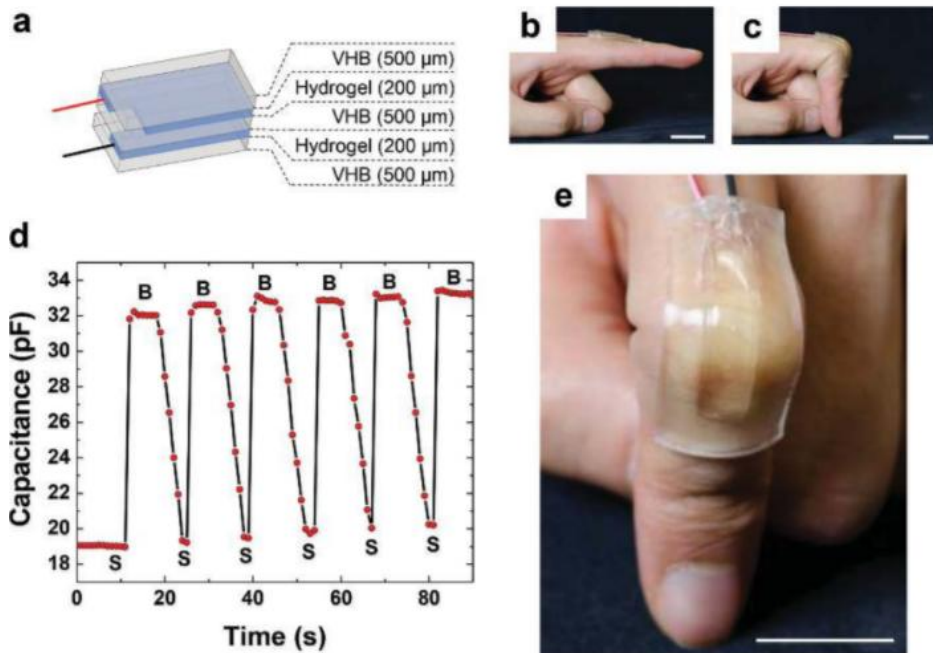 a
VHB (500 μm)
Hydrogel (200 μm)
VHB (500 μm)
Hydrogel (200 μm)
VHB (500 μm)
b
c
d
34
32
30
28
26
24
22
20
18
Capacitance (pF)
B B B B B B
S S S S S S
0 20 40 60 80
Time (s)
e